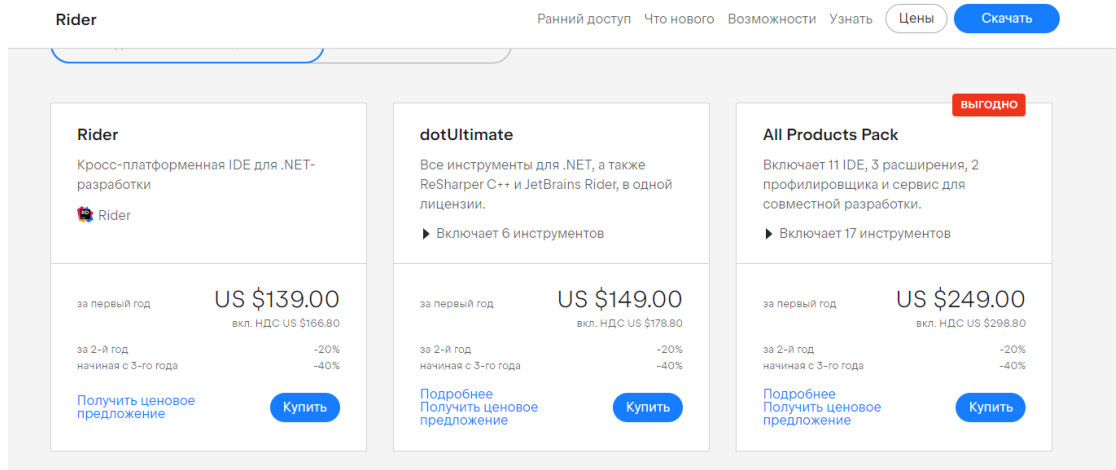 Rider
Ранний доступ Что нового Возможности Узнать Цены Скачать
Rider
Кросс-платформенная IDE для .NET-
разработки
Rider
за первый год US $139.00
вкл. НДС US $166.80
за 2-й год -20%
начиная с 3-го года -40%
Получить ценовое
предложение
Купить
dotUltimate
Все инструменты для .NET, а также
ReSharper C++ и JetBrains Rider, в одной
лицензии.
Включает 6 инструментов
за первый год US $149.00
вкл. НДС US $178.80
за 2-й год -20%
начиная с 3-го года -40%
Подробнее
Получить ценовое
предложение
Купить
ВЫГОДНО
All Products Pack
Включает 11 IDE, 3 расширения, 2
профилировщика и сервис для
совместной разработки.
Включает 17 инструментов
за первый год US $249.00
вкл. НДС US $298.80
за 2-й год -20%
начиная с 3-го года -40%
Подробнее
Получить ценовое
предложение
Купить